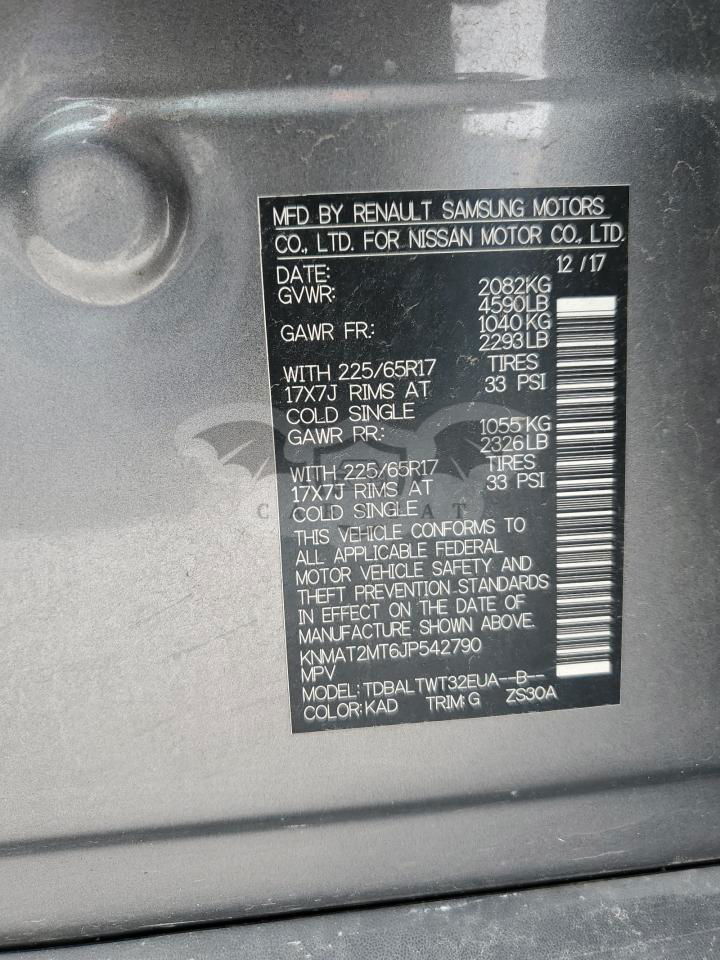 MFD BY RENAULT SAMSUNG MOTORS
CO., LTD. FOR NISSAN MOTOR CO., LTD.
DATE: 12 /17
GVWR: 2082KG
4590LB
GAWR FR.: 1040KG
2293LB
WITH 225/65R17 TIRES
17X7J RIMS AT 33 PSI
COLD SINGLE
GAWR RR.: 1055KG
2326LB
WITH 225/65R17 TIRES
17X7J RIMS AT 33 PSI
COLD SINGLE
THIS VEHICLE CONFORMS TO
ALL APPLICABLE FEDERAL
MOTOR VEHICLE SAFETY AND
THEFT PREVENTION STANDARDS
IN EFFECT ON THE DATE OF
MANUFACTURE SHOWN ABOVE.
KNMAT2MT6JP542790
MPV
MODEL: TDBALTWT32EUA--B--
COLOR: KAD TRIM: G ZS30A